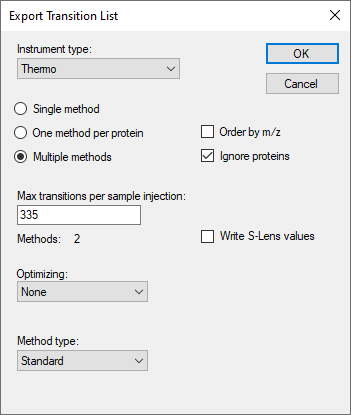 Export Transition List
Instrument type:
OK
Thermo
Cancel
Single method
One method per protein
Order by m/z
Multiple methods
Ignore proteins
Max transitions per sample injection:
335
Methods: 2
Write S-Lens values
Optimizing:
None
Method type:
Standard